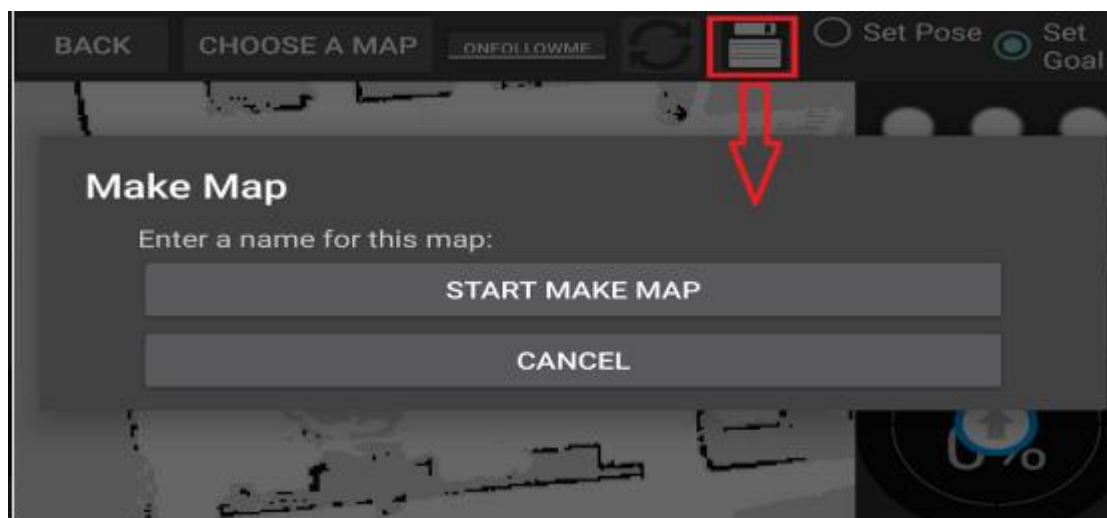 BACK
CHOOSE A MAP
ONFOLLOWME
Set Pose
Set
Goal
Make Map
Enter a name for this map:
START MAKE MAP
CANCEL
0%